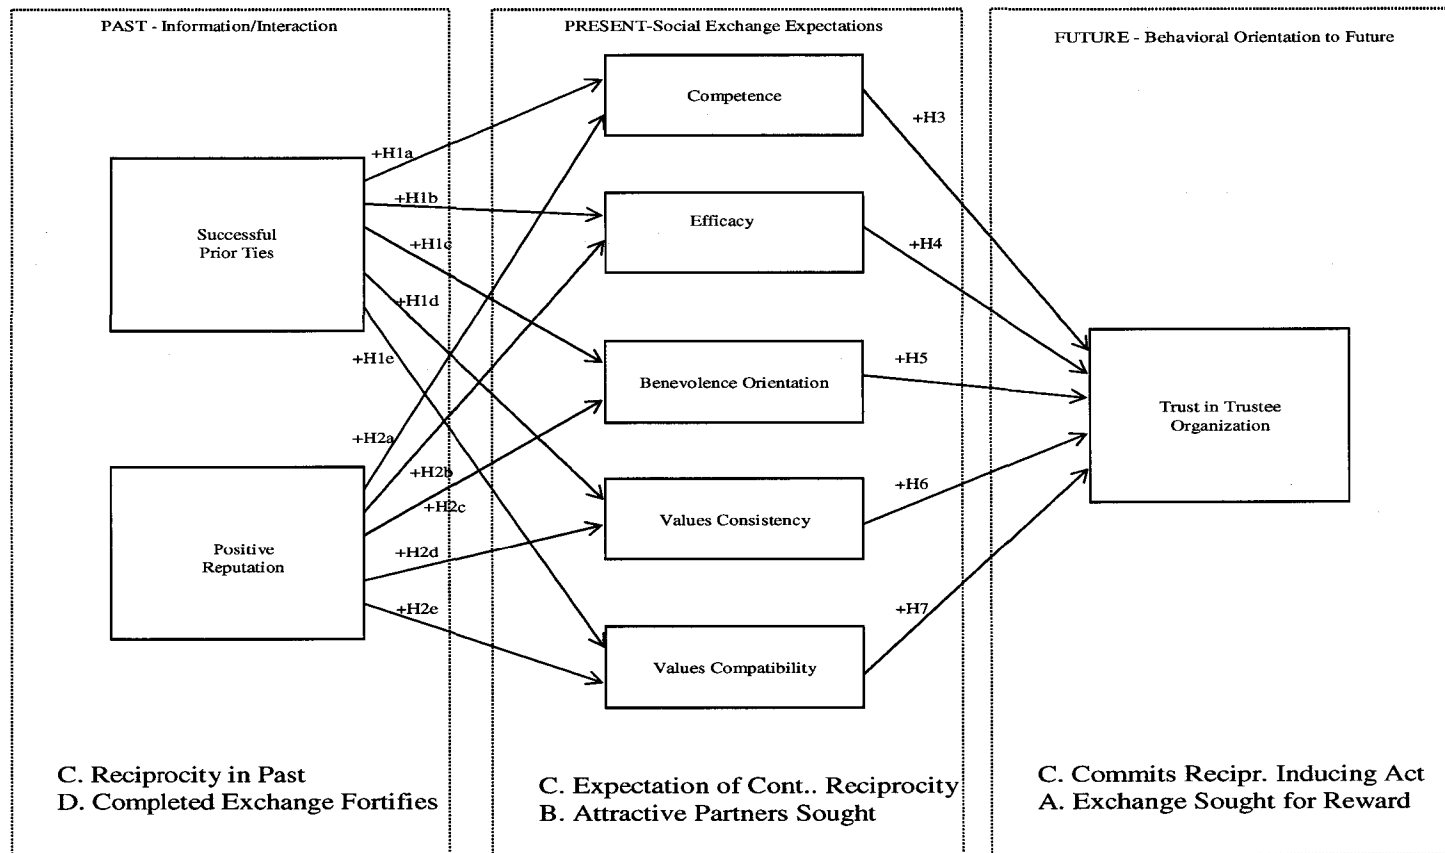 PAST - Information/Interaction
PRESENT-Social Exchange Expectations
FUTURE - Behavioral Orientation to Future
Competence
+H3
+H1a
+H1b
Efficacy
Successful
Prior Ties
+H1c
+H4
+H1d
+H1e
Benevolence Orientation
+H5
Trust in Trustee
Organization
+H2a
+H2b
+H2c
Values Consistency
+H6
Positive
Reputation
+H2d
+H2e
+H7
Values Compatibility
C. Reciprocity in Past
D. Completed Exchange Fortifies
C. Expectation of Cont.. Reciprocity
B. Attractive Partners Sought
C. Commits Recipr. Inducing Act
A. Exchange Sought for Reward